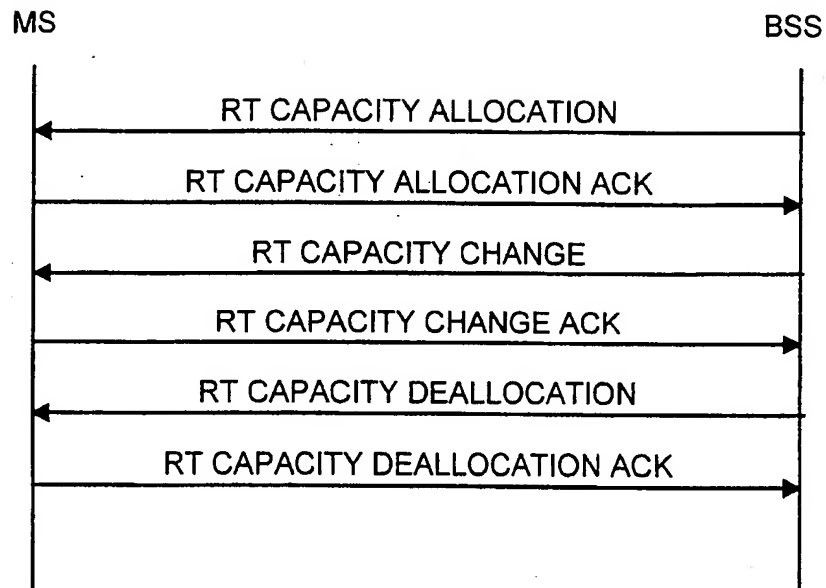 MS
BSS
RT CAPACITY ALLOCATION
RT CAPACITY ALLOCATION ACK
RT CAPACITY CHANGE
RT CAPACITY CHANGE ACK
RT CAPACITY DEALLOCATION
RT CAPACITY DEALLOCATION ACK